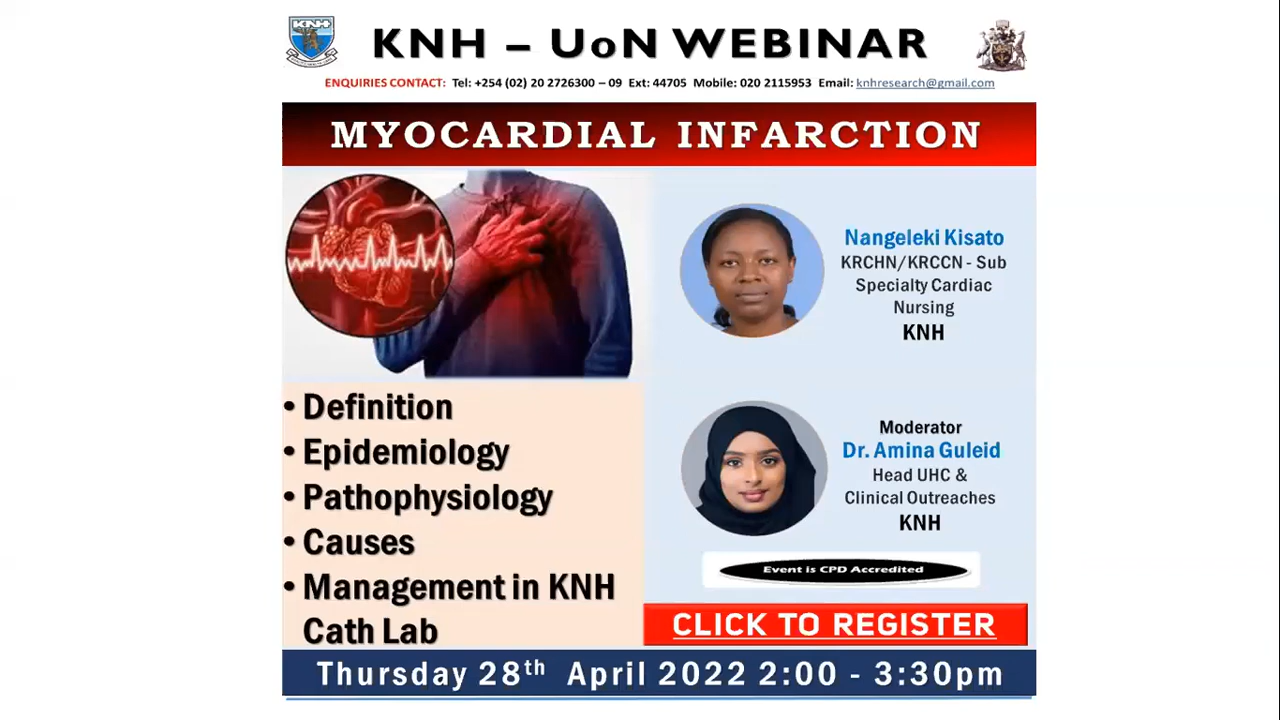 KNH
KNH – UoN WEBINAR
ENQUIRIES CONTACT: Tel: +254 (02) 20 2726300 – 09 Ext: 44705 Mobile: 020 2115953 Email: knhresearch@gmail.com
MYOCARDIAL INFARCTION
Nangeleki Kisato
KRCHN/KRCCN - Sub
Specialty Cardiac
Nursing
KNH
• Definition
• Epidemiology
• Pathophysiology
• Causes
• Management in KNH
Cath Lab
Moderator
Dr. Amina Guleid
Head UHC &
Clinical Outreaches
KNH
Event is CPD Accredited
CLICK TO REGISTER
Thursday 28th April 2022 2:00 - 3:30pm